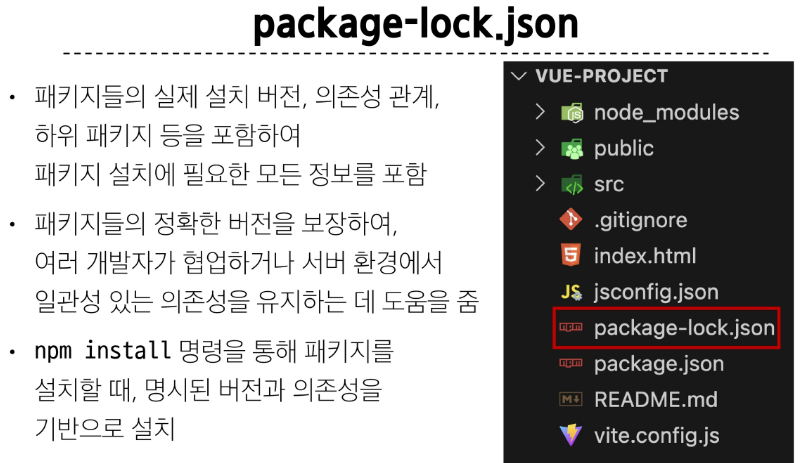 package-lock.json
• 패키지들의 실제 설치 버전, 의존성 관계,
하위 패키지 등을 포함하여
패키지 설치에 필요한 모든 정보를 포함
• 패키지들의 정확한 버전을 보장하여,
여러 개발자가 협업하거나 서버 환경에서
일관성 있는 의존성을 유지하는 데 도움을 줌
• npm install 명령을 통해 패키지를
설치할 때, 명시된 버전과 의존성을
기반으로 설치
VUE-PROJECT
node_modules
public
src
.gitignore
index.html
JS jsconfig.json
npm package-lock.json
npm package.json
M README.md
vite.config.js